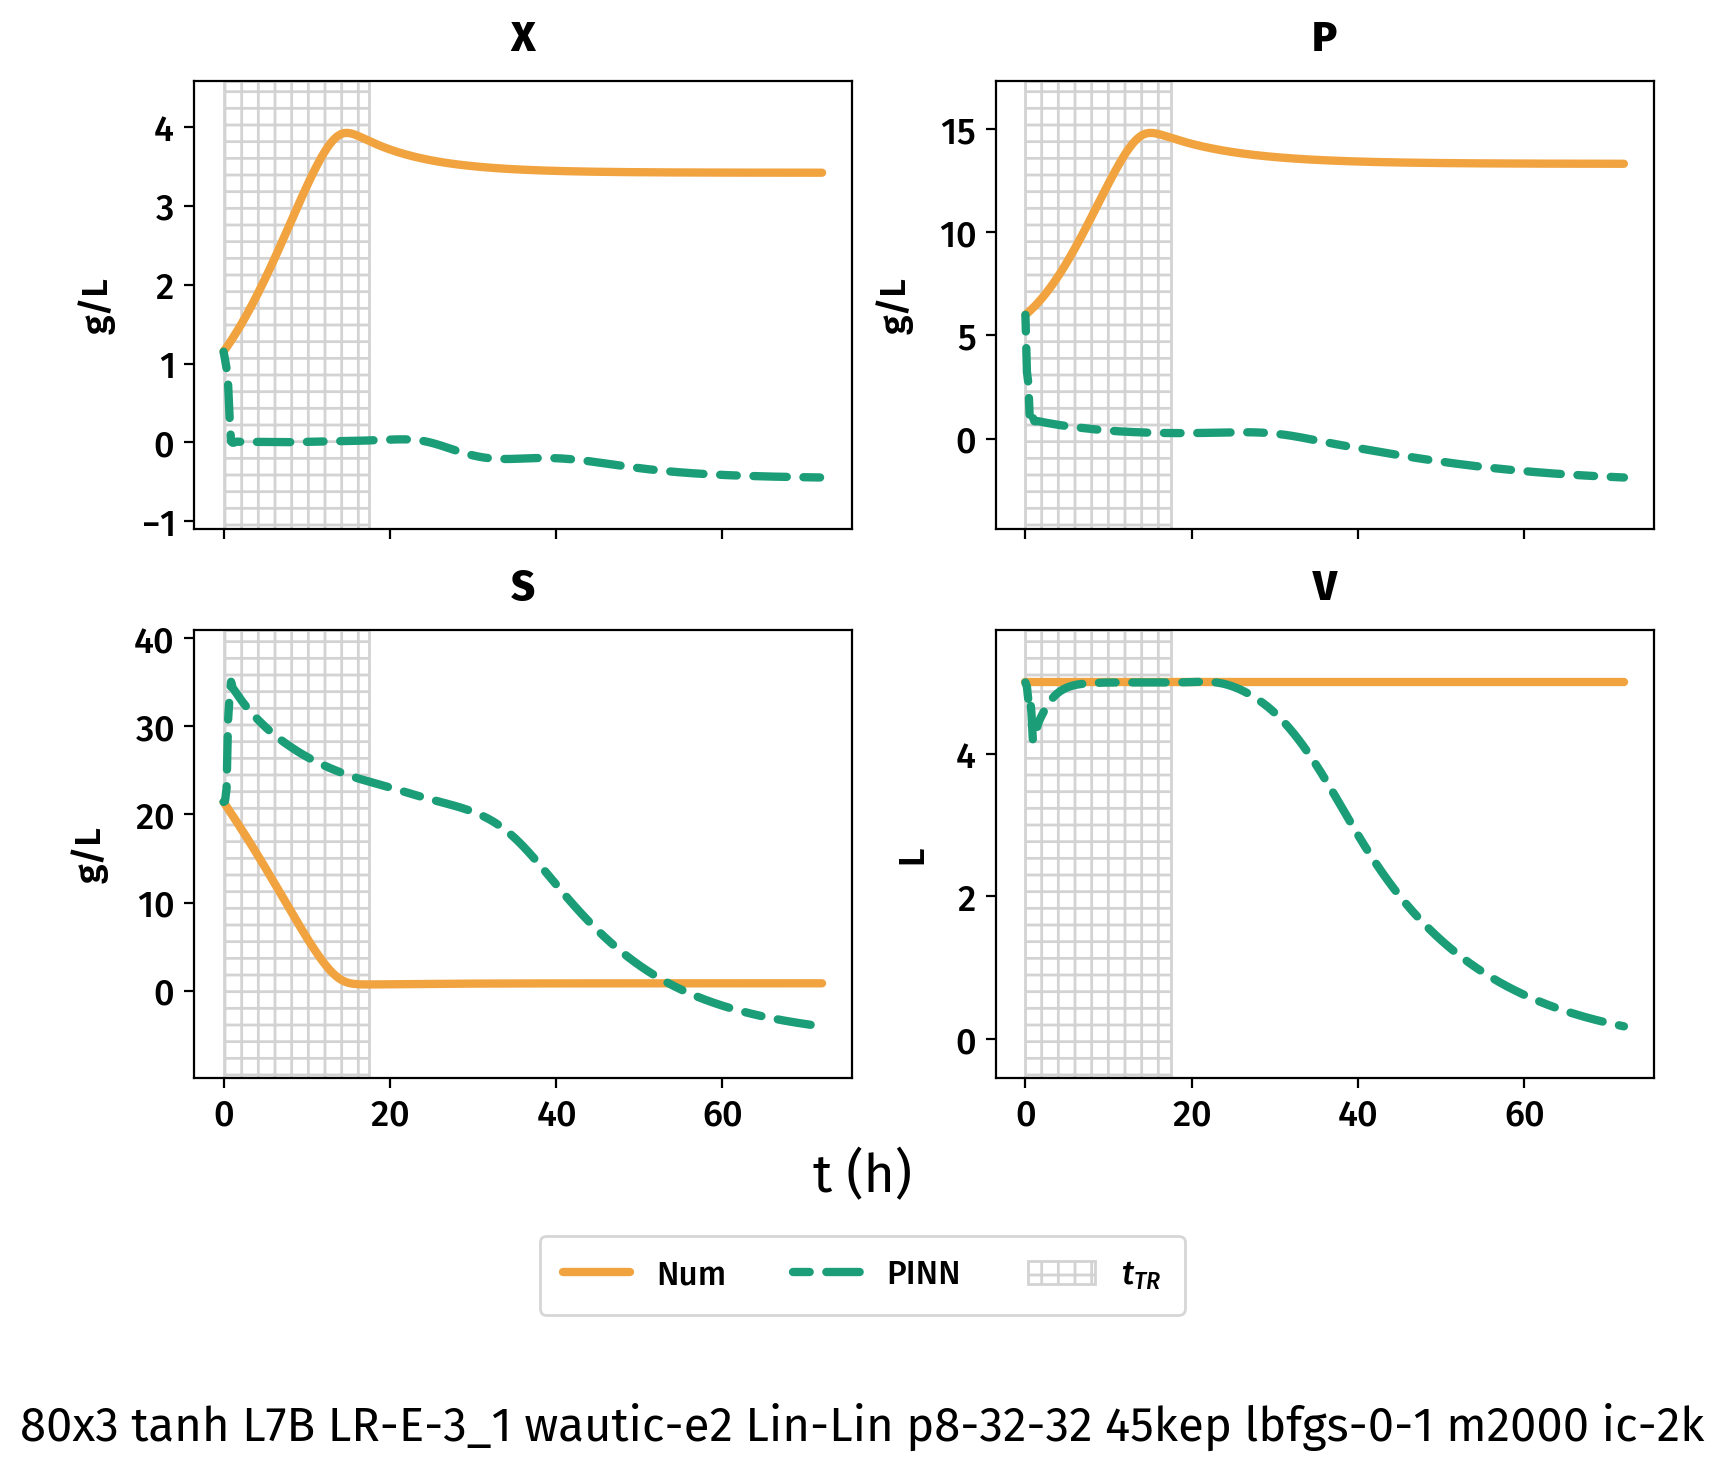 X
P
4
3
2
1
0
−1
g/L
15
10
5
0
g/L
S
V
40
30
20
10
0
g/L
4
2
0
L
0 20 40 60
0 20 40 60
t (h)
Num PINN t_TR
80x3 tanh L7B LR-E-3_1 wautic-e2 Lin-Lin p8-32-32 45kep lbfgs-0-1 m2000 ic-2k